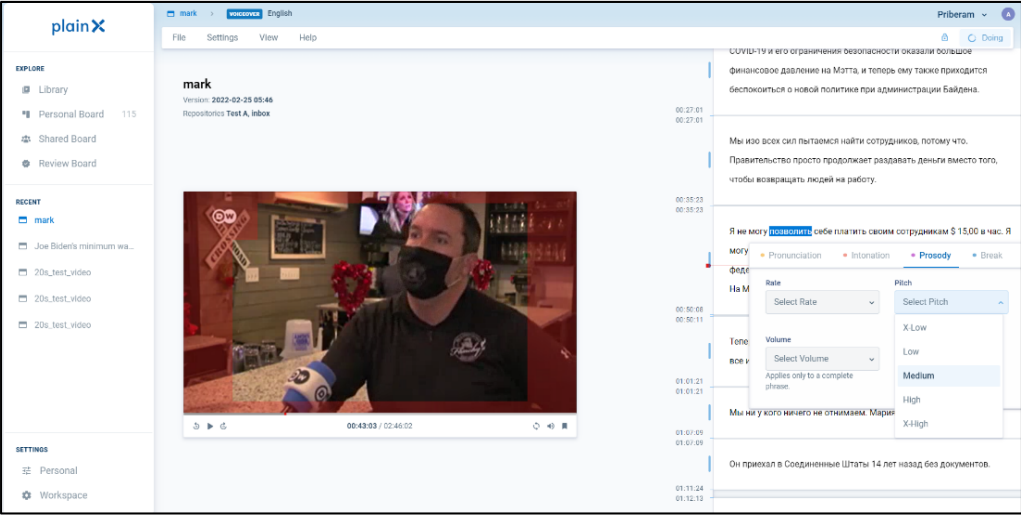 plain X
EXPLORE
Library
Personal Board 115
Shared Board
Review Board
RECENT
mark
Joe Biden's minimum wa...
20s_test_video
20s_test_video
20s_test_video
SETTINGS
Personal
Workspace
mark > VOICEOVER English
Priberam A
File Settings View Help
Doing
mark
Version: 2022-02-25 05:46
Repositories Test A, inbox
DW
00:43:03 / 02:46:02
COVID-19 и его ограничения безопасности оказали большое
финансовое давление на Мэтта, и теперь ему также приходится
беспокоиться о новой политике при администрации Байдена.
00:27:01
00:27:01
Мы изо всех сил пытаемся найти сотрудников, потому что.
Правительство просто продолжает раздавать деньги вместо того,
чтобы возвращать людей на работу.
00:35:23
00:35:23
Я не могу позволить себе платить своим сотрудникам $ 15,00 в час. Я
могу
феде
На М
Pronunciation Intonation Prosody Break
Rate
Select Rate
Pitch
Select Pitch
X-Low
Low
Medium
High
X-High
Volume
Select Volume
Applies only to a complete
phrase.
00:50:08
00:50:11
Тепе
все и
01:01:21
01:01:21
Мы ни у кого ничего не отнимаем. Мария
01:07:09
01:07:09
Он приехал в Соединенные Штаты 14 лет назад без документов.
01:11:24
01:12:13